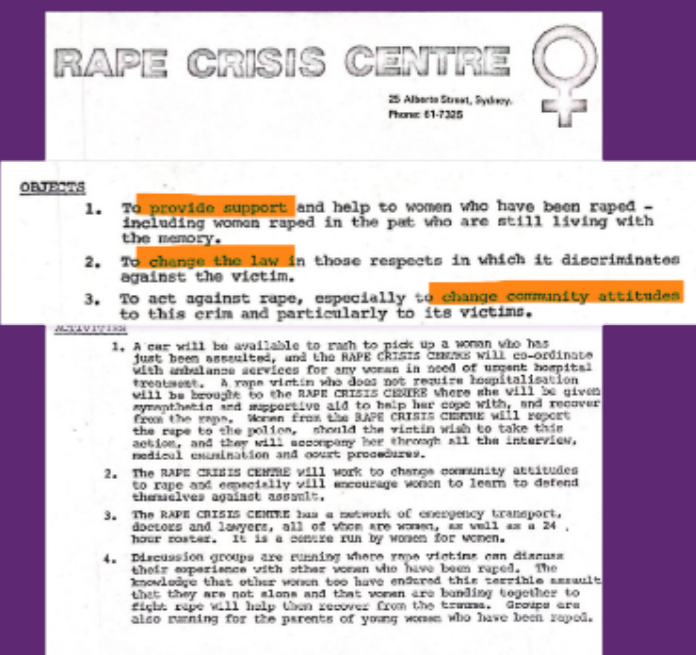 RAPE CRISIS CENTRE
25 Alberta Street, Sydney.
Phone: 61-7325
OBJECTS
1. To provide support and help to women who have been raped –
including women raped in the pat who are still living with
the memory.
2. To change the law in those respects in which it discriminates
against the victim.
3. To act against rape, especially to change community attitudes
to this crim and particularly to its victims.
ACTIVITIES
1. A car will be available to rush to pick up a woman who has
just been assaulted, and the RAPE CRISIS CENTRE will co-ordinate
with ambulance services for any woman in need of urgent hospital
treatment. A rape victim who does not require hospitalisation
will be brought to the RAPE CRISIS CENTRE where she will be given
sympathetic and supportive aid to help her cope with, and recover
from the rape. Women from the RAPE CRISIS CENTRE will report
the rape to the police, should the victim wish to take this
action, and they will accompany her through all the interview,
medical examination and court procedures.
2. The RAPE CRISIS CENTRE will work to change community attitudes
to rape and especially will encourage women to learn to defend
themselves against assault.
3. The RAPE CRISIS CENTRE has a network of emergency transport,
doctors and lawyers, all of whom are women, as well as a 24
hour roster. It is a centre run by women for women.
4. Discussion groups are running where rape victims can discuss
their experience with other women who have been raped. The
knowledge that other women too have endured this terrible assault
that they are not alone and that women are banding together to
fight rape will help them recover from the trauma. Groups are
also running for the parents of young women who have been raped.